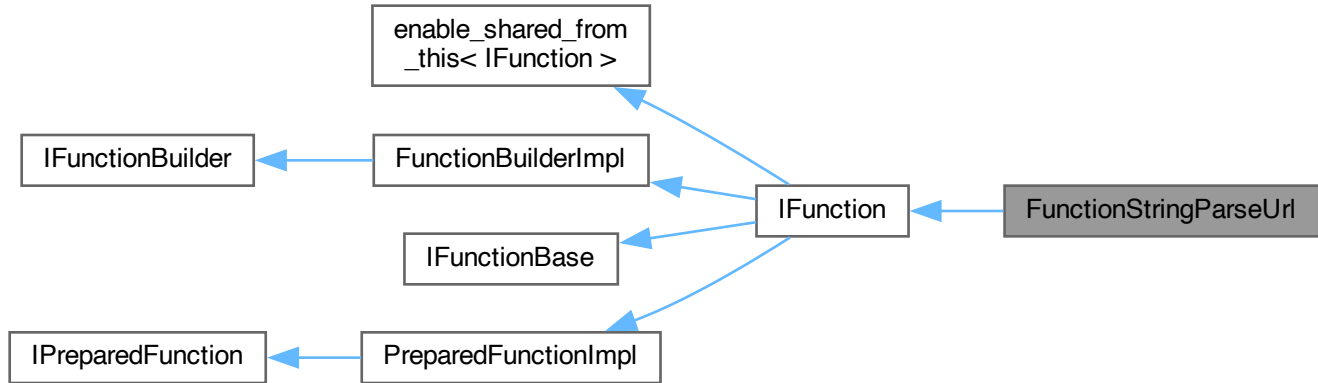 enable_shared_from
_this< IFunction >
IFunctionBuilder
FunctionBuilderImpl
IFunction
FunctionStringParseUrl
IFunctionBase
IPreparedFunction
PreparedFunctionImpl